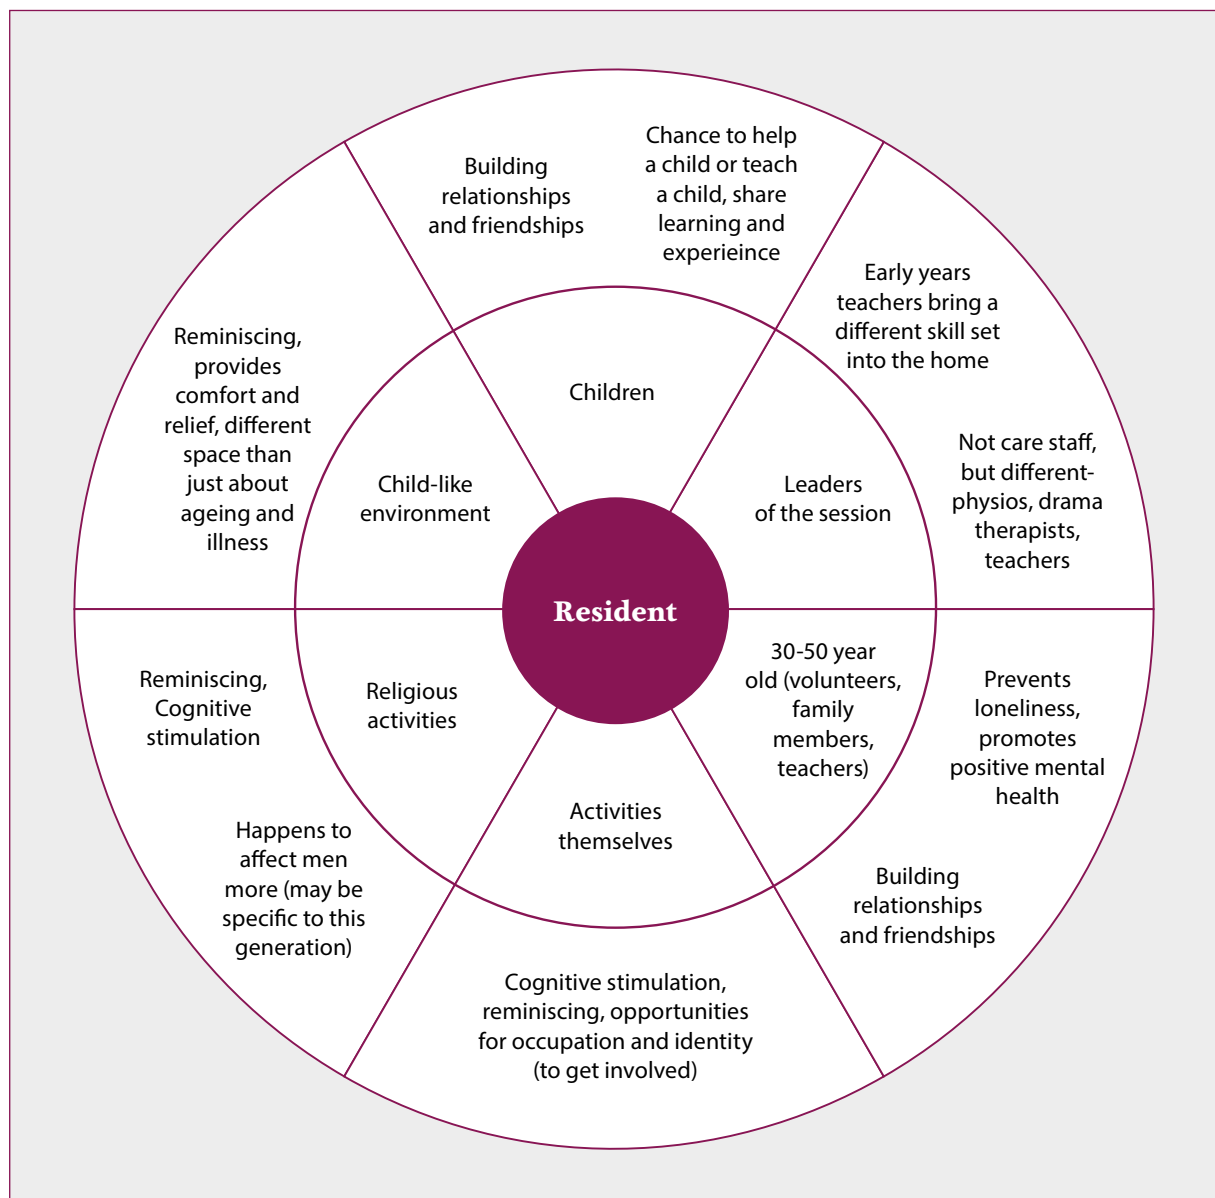 Building
relationships
and friendships
Chance to help
a child or teach
a child, share
learning and
experieince
Early years
teachers bring a
different skill set
into the home
Not care staff,
but different-
physios, drama
therapists,
teachers
Reminiscing,
provides
comfort and
relief, different
space than
just about
ageing and
illness
Children
Child-like
environment
Leaders
of the session
Resident
Religious
activities
30-50 year
old (volunteers,
family
members,
teachers)
Activities
themselves
Reminiscing,
Cognitive
stimulation
Happens to
affect men
more (may be
specific to this
generation)
Prevents
loneliness,
promotes
positive mental
health
Building
relationships
and friendships
Cognitive stimulation,
reminiscing, opportunities
for occupation and identity
(to get involved)